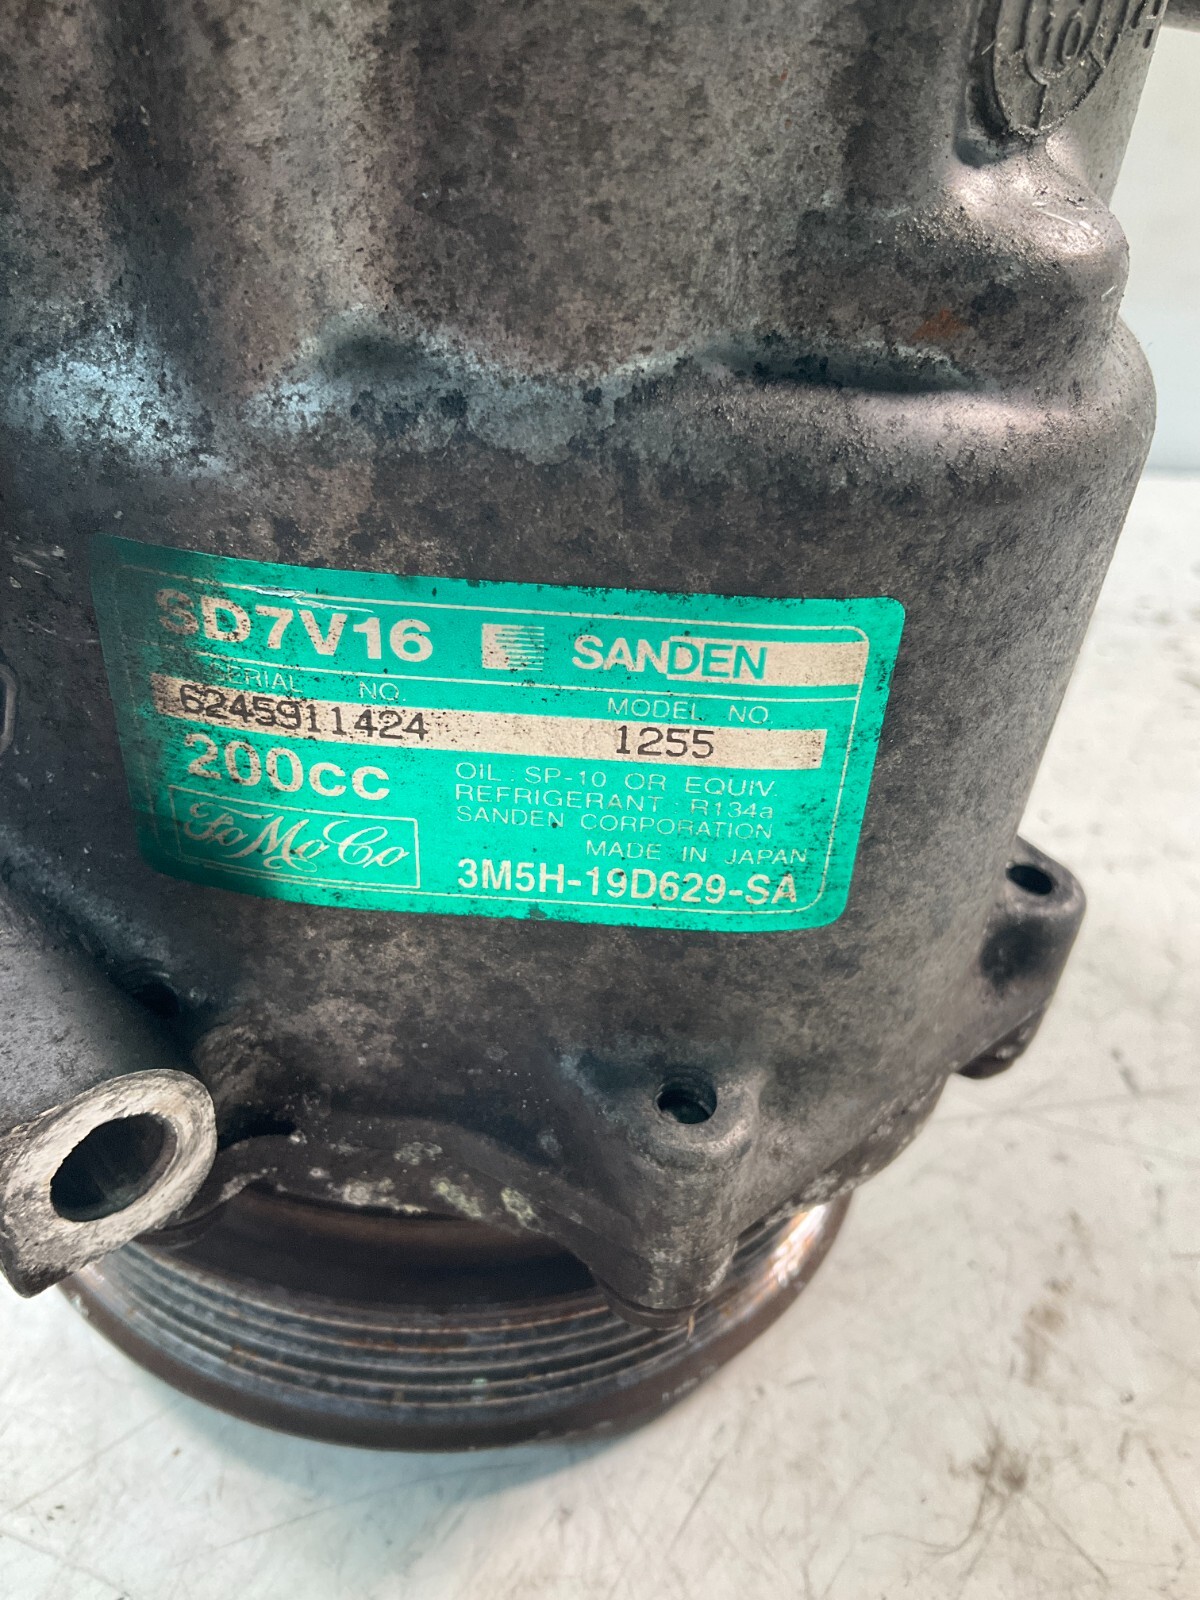 10
SD7V16 SANDEN
SERIAL NO. MODEL NO.
6245911424 1255
200cc
OIL : SP-10 OR EQUIV.
REFRIGERANT : R134a
SANDEN CORPORATION
MADE IN JAPAN
FoMoCo
3M5H-19D629-SA